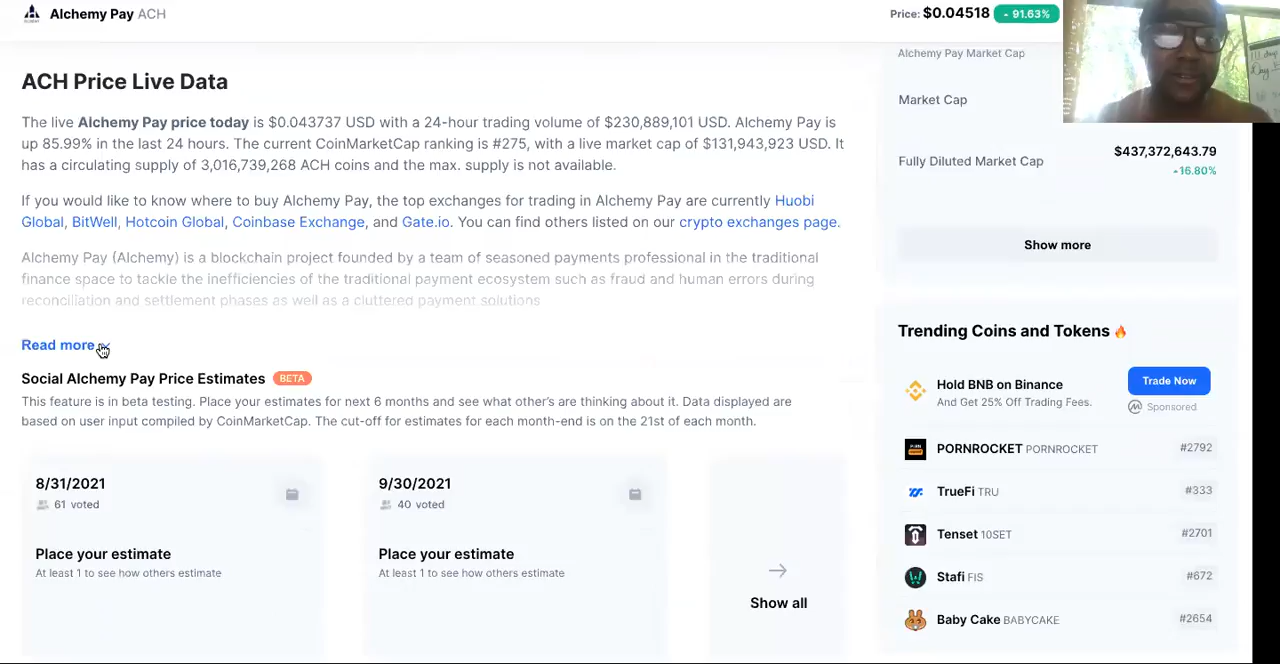 Alchemy Pay ACH
Price: $0.04518 91.63%
ACH Price Live Data
The live Alchemy Pay price today is $0.043737 USD with a 24-hour trading volume of $230,889,101 USD. Alchemy Pay is
up 85.99% in the last 24 hours. The current CoinMarketCap ranking is #275, with a live market cap of $131,943,923 USD. It
has a circulating supply of 3,016,739,268 ACH coins and the max. supply is not available.
If you would like to know where to buy Alchemy Pay, the top exchanges for trading in Alchemy Pay are currently Huobi
Global, BitWell, Hotcoin Global, Coinbase Exchange, and Gate.io. You can find others listed on our crypto exchanges page.
Alchemy Pay (Alchemy) is a blockchain project founded by a team of seasoned payments professional in the traditional
finance space to tackle the inefficiencies of the traditional payment ecosystem such as fraud and human errors during
reconciliation and settlement phases as well as a cluttered payment solutions
Read more
Social Alchemy Pay Price Estimates BETA
This feature is in beta testing. Place your estimates for next 6 months and see what other's are thinking about it. Data displayed are
based on user input compiled by CoinMarketCap. The cut-off for estimates for each month-end is on the 21st of each month.
8/31/2021
61 voted
Place your estimate
At least 1 to see how others estimate
9/30/2021
40 voted
Place your estimate
At least 1 to see how others estimate
Show all
Alchemy Pay Market Cap
Market Cap
Fully Diluted Market Cap
$437,372,643.79
16.80%
Show more
Trending Coins and Tokens
Hold BNB on Binance
And Get 25% Off Trading Fees.
Trade Now
Sponsored
PORNROCKET PORNROCKET #2792
TrueFi TRU #333
Tenset 10SET #2701
Stafi FIS #672
Baby Cake BABYCAKE #2654